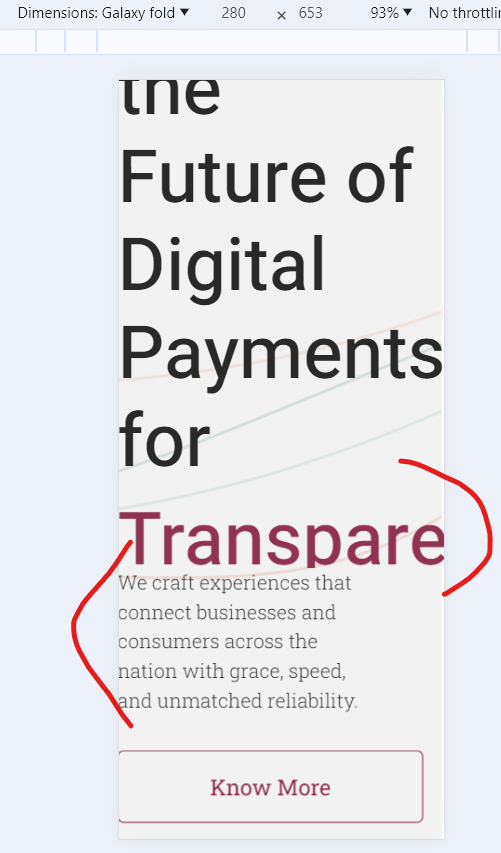 Dimensions: Galaxy fold ▼ 280 × 653 93% ▼ No throttlin
the
Future of
Digital
Payments
for
Transpare
We craft experiences that
connect businesses and
consumers across the
nation with grace, speed,
and unmatched reliability.
Know More